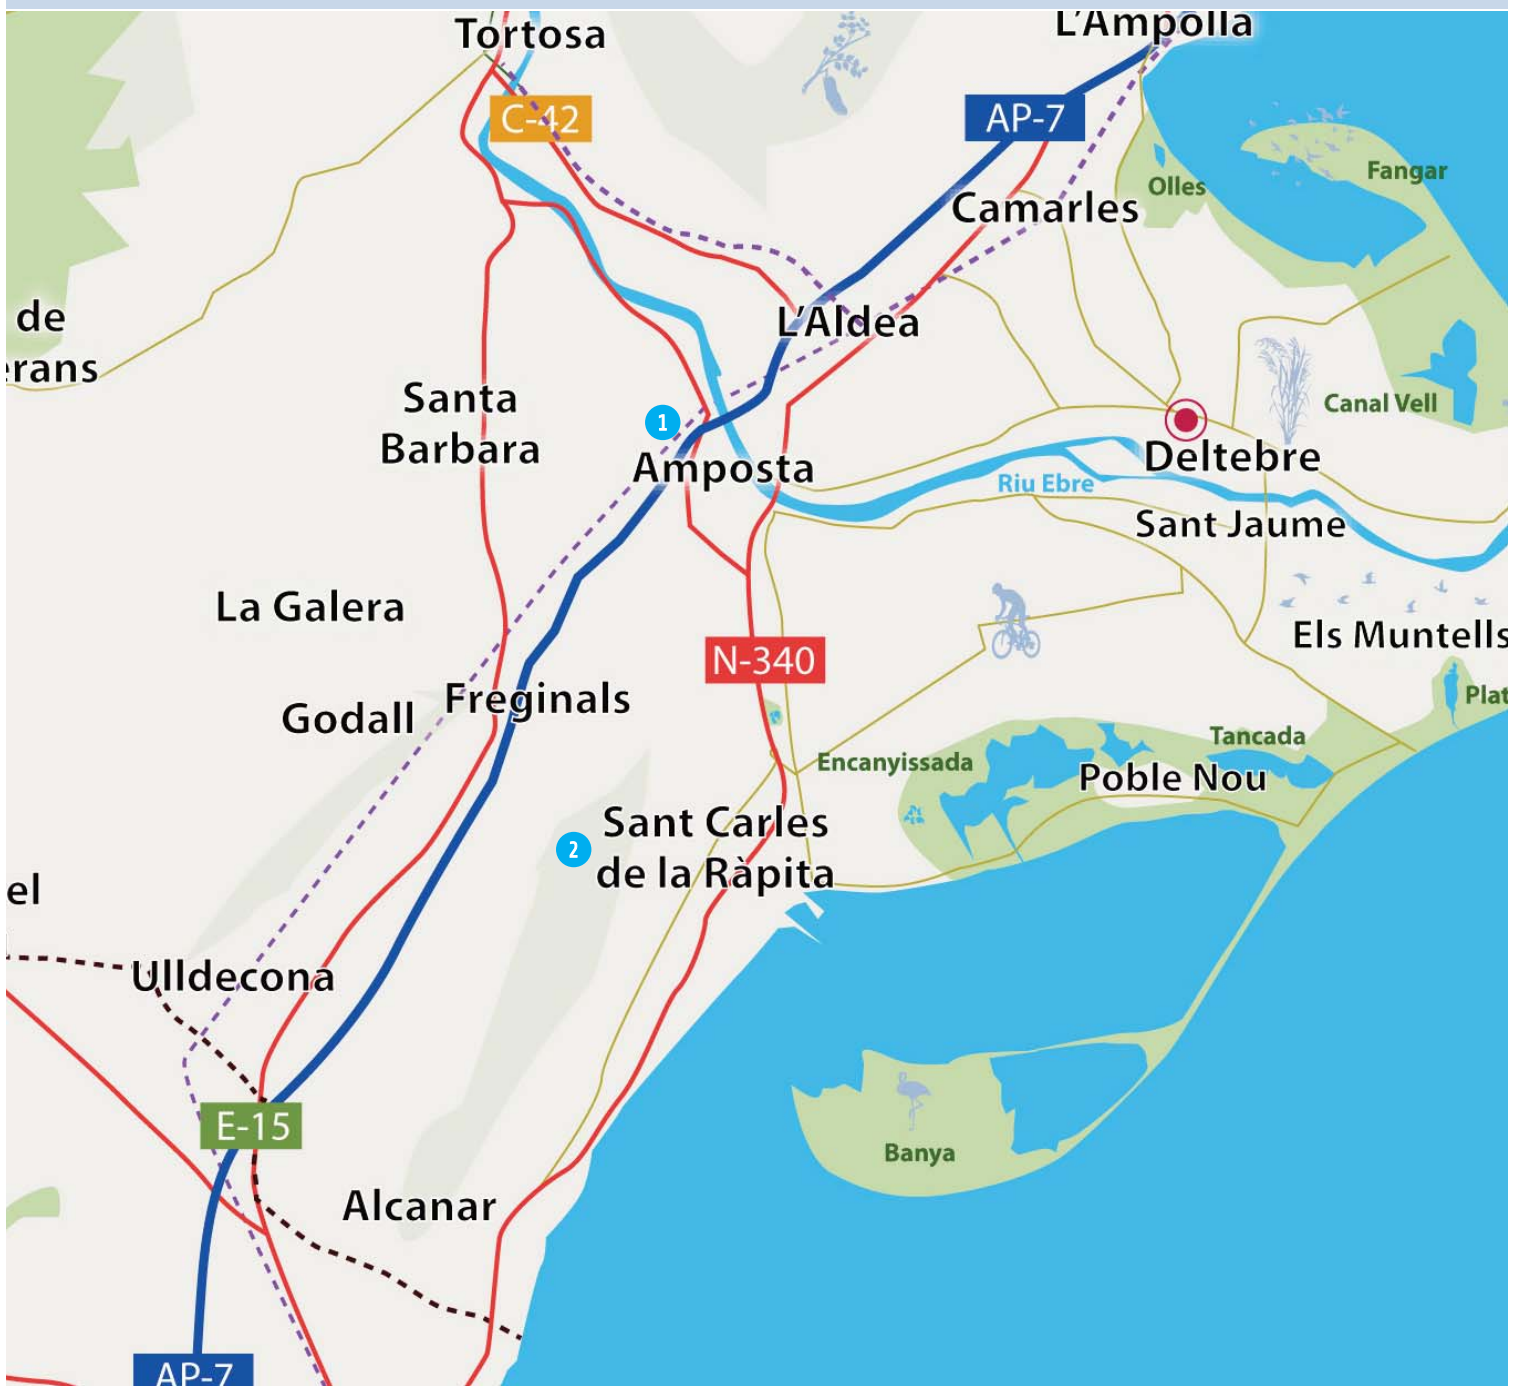 Tortosa
L'Ampolla
C-42
AP-7
Fangar
Olles
Camarles
de
erans
L'Aldea
Santa
Barbara
Canal Vell
1
Amposta
Deltebre
Riu Ebre
Sant Jaume
La Galera
Els Muntells
N-340
Freginals
Godall
Plat
Tancada
Encanyissada
Poble Nou
2
Sant Carles
de la Ràpita
el
Ulldecona
E-15
Banya
Alcanar
AP-7